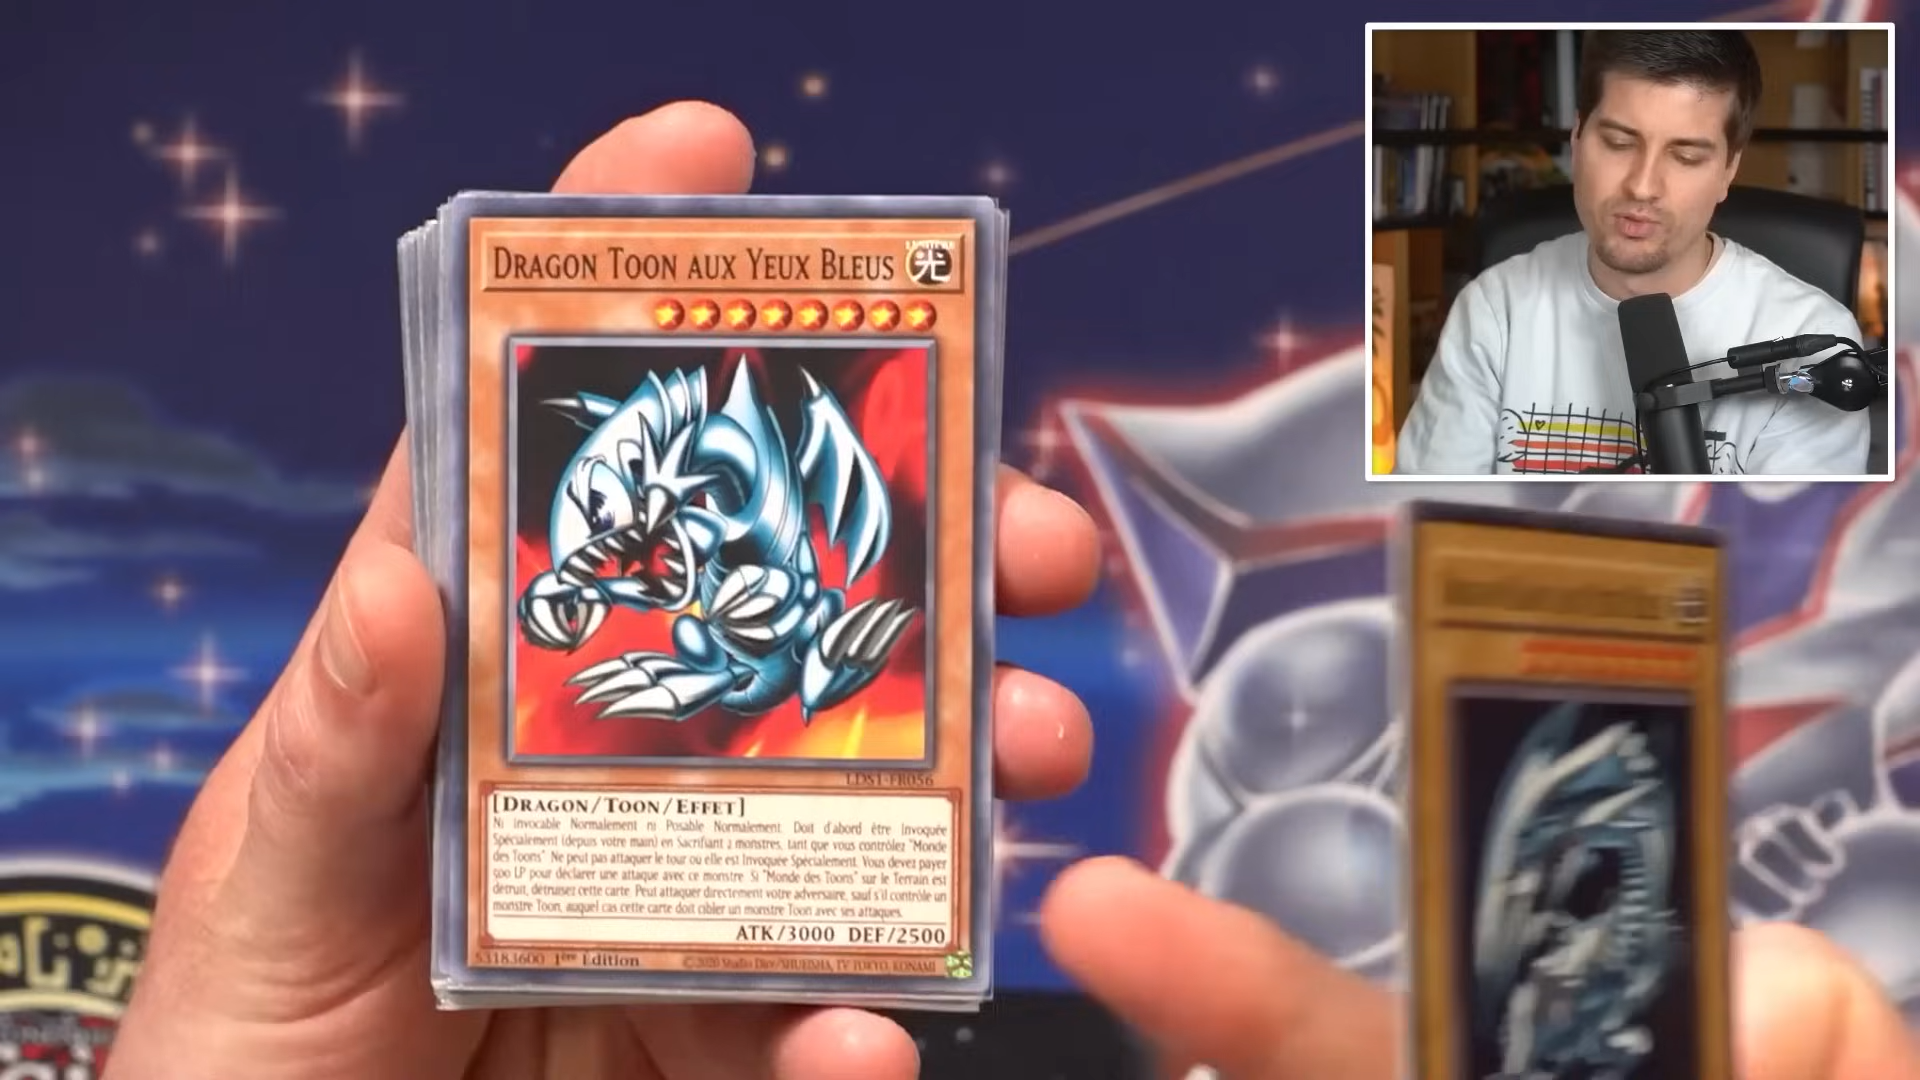 DRAGON TOON AUX YEUX BLEUS
光
LDS1-FR056
[DRAGON/TOON/EFFET]
Ni Invocable Normalement ni Posable Normalement. Doit d'abord être Invoquée
Spécialement (depuis votre main) en Sacrifiant 2 monstres, tant que vous contrôlez "Monde
des Toons". Ne peut pas attaquer le tour où elle est Invoquée Spécialement. Vous devez payer
500 LP pour déclarer une attaque avec ce monstre. Si "Monde des Toons" sur le Terrain est
détruit, détruisez cette carte. Peut attaquer directement votre adversaire, sauf s'il contrôle un
monstre Toon, auquel cas cette carte doit cibler un monstre Toon avec ses attaques.
ATK/3000 DEF/2500
53183600 1ère Edition ©2020 Studio Dice/SHUEISHA, TV TOKYO, KONAMI